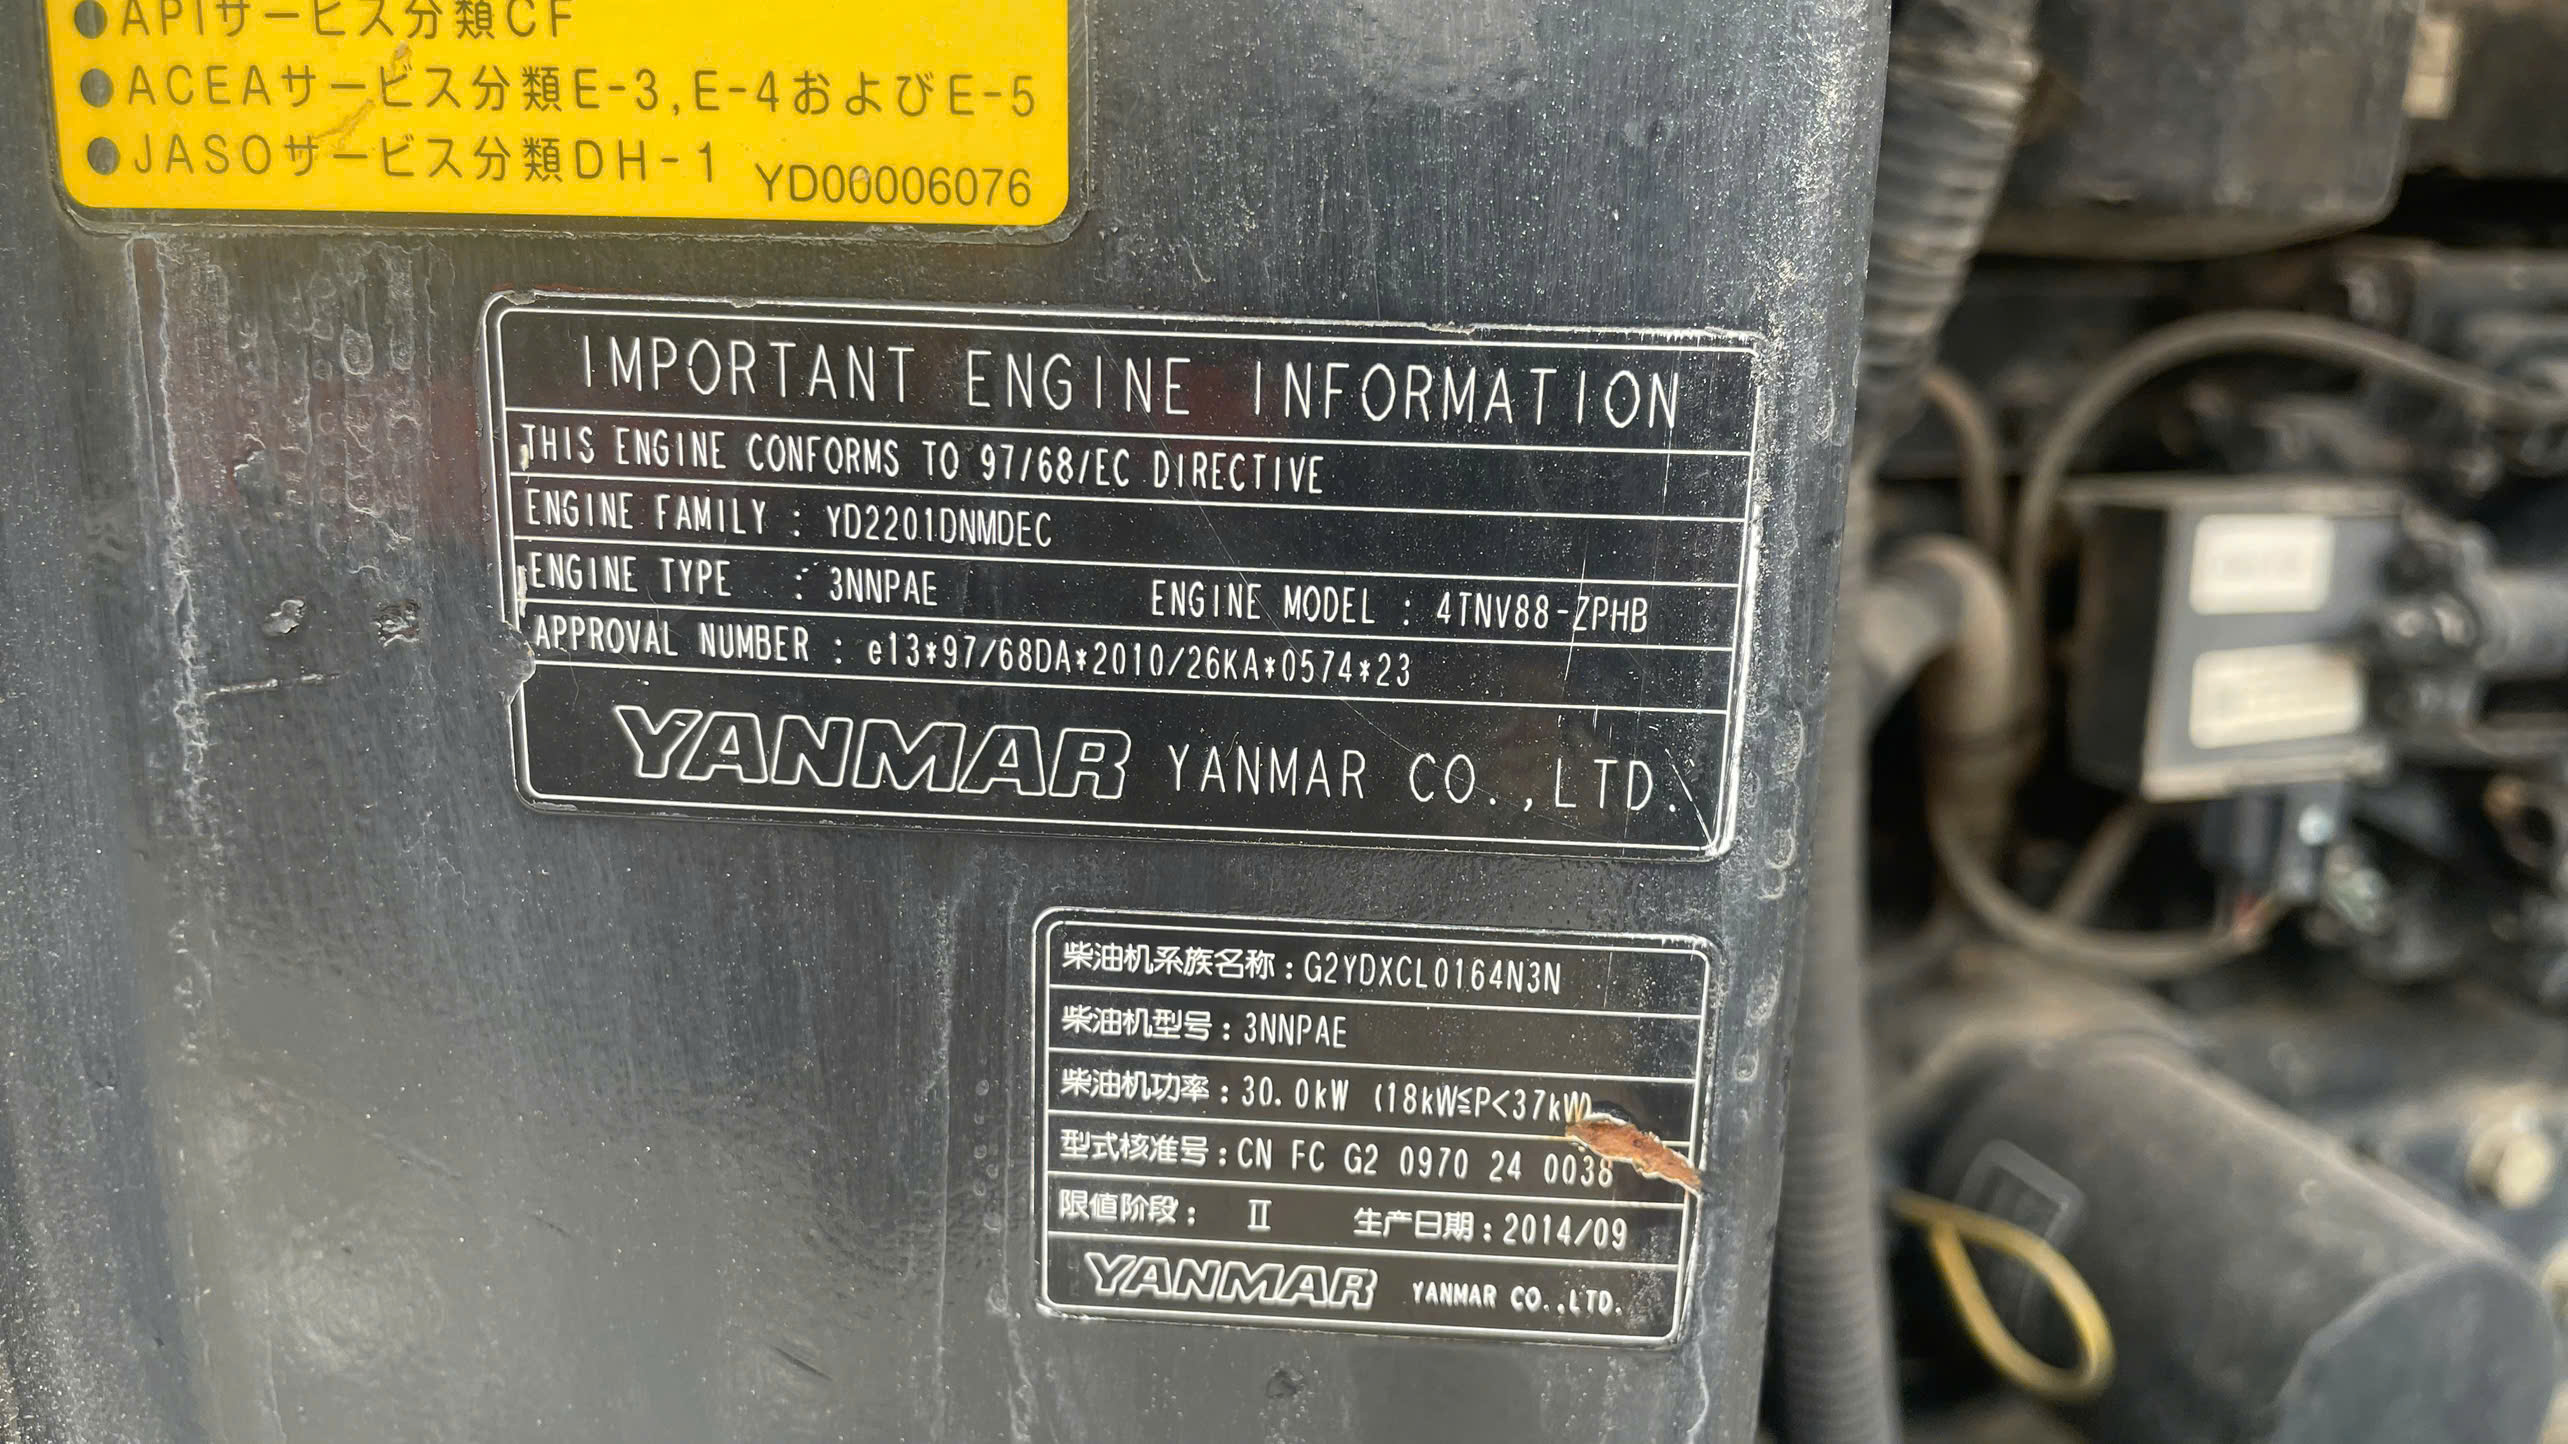 ●APIサービス分類CF
●ACEAサービス分類E-3,E-4およびE-5
●JASOサービス分類DH-1 YD00006076
IMPORTANT ENGINE INFORMATION
THIS ENGINE CONFORMS TO 97/68/EC DIRECTIVE
ENGINE FAMILY : YD2201DNMDEC
ENGINE TYPE : 3NNPAE ENGINE MODEL : 4TNV88-ZPHB
APPROVAL NUMBER : e13*97/68DA*2010/26KA*0574*23
YANMAR YANMAR CO.,LTD.
柴油机系族名称:G2YDXCL0164N3N
柴油机型号:3NNPAE
柴油机功率:30.0kW (18kW≦P<37kW)
型式核准号:CN FC G2 0970 24 0038
限值阶段: Ⅱ 生产日期:2014/09
YANMAR YANMAR CO.,LTD.